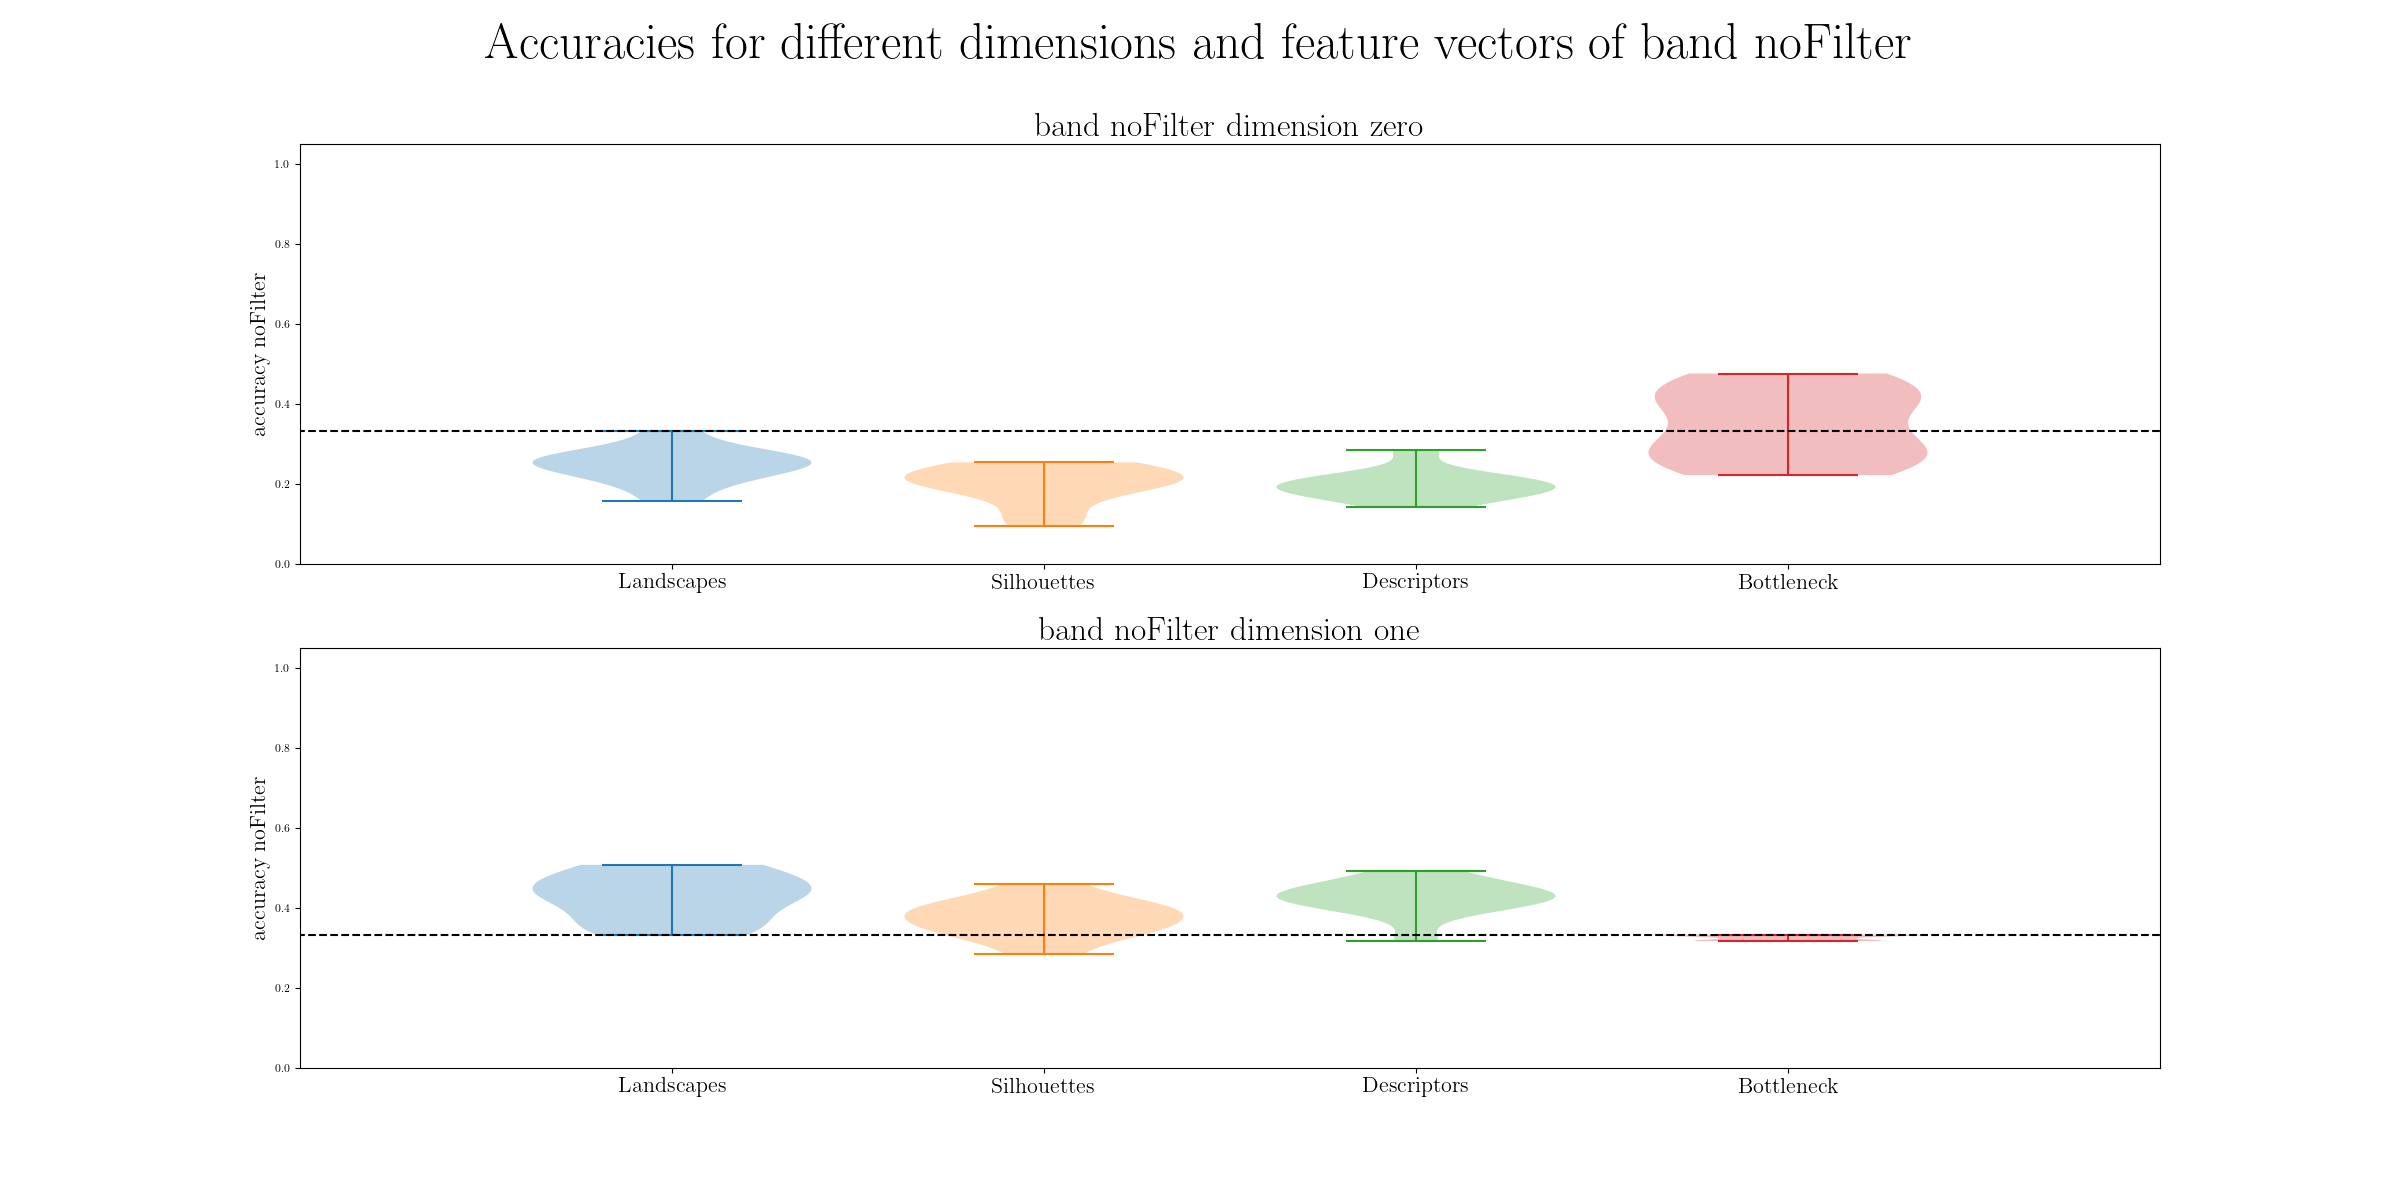 Accuracies for different dimensions and feature vectors of band noFilter
band noFilter dimension zero
accuracy noFilter
1.0
0.8
0.6
0.4
0.2
0.0
Landscapes Silhouettes Descriptors Bottleneck
band noFilter dimension one
accuracy noFilter
1.0
0.8
0.6
0.4
0.2
0.0
Landscapes Silhouettes Descriptors Bottleneck